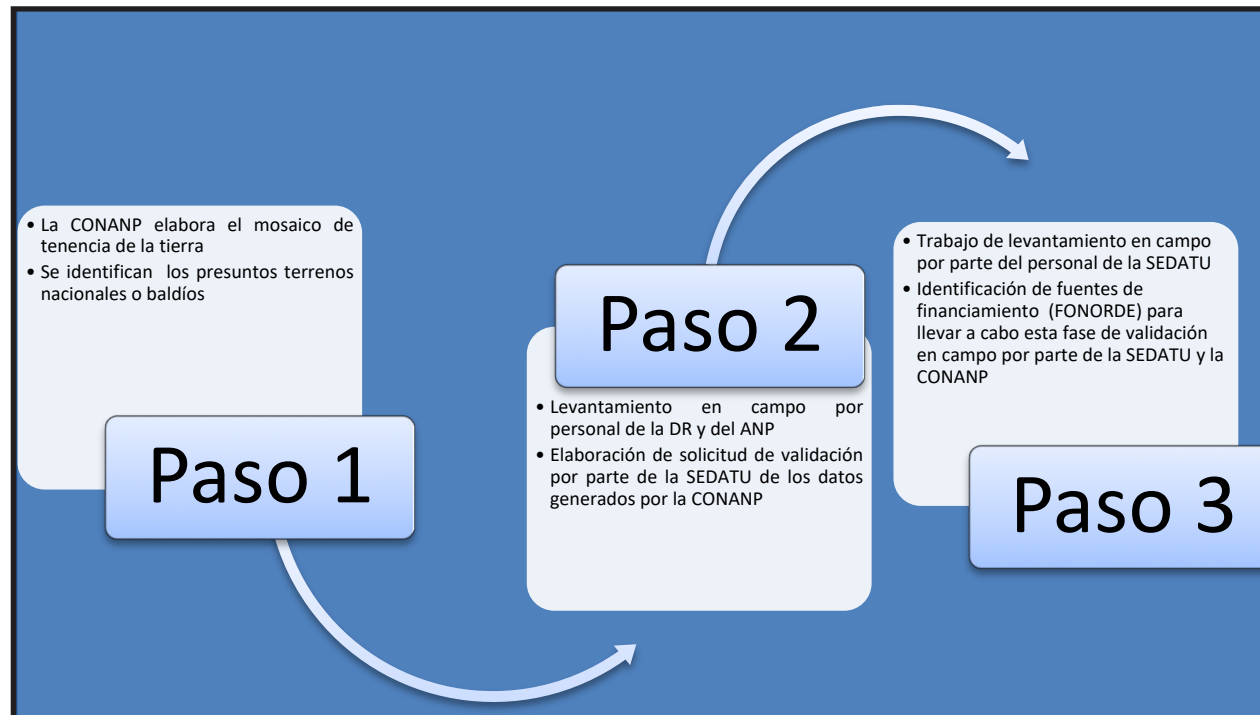 • La CONANP elabora el mosaico de
tenencia de la tierra
• Se identifican los presuntos terrenos
nacionales o baldíos
Paso 1
Paso 2
• Levantamiento en campo por
personal de la DR y del ANP
• Elaboración de solicitud de validación
por parte de la SEDATU de los datos
generados por la CONANP
• Trabajo de levantamiento en campo
por parte del personal de la SEDATU
• Identificación de fuentes de
financiamiento (FONORDE) para
llevar a cabo esta fase de validación
en campo por parte de la SEDATU y la
CONANP
Paso 3